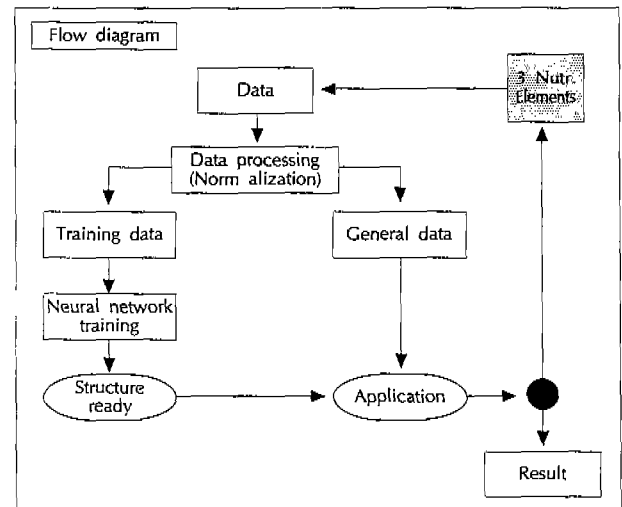 Flow diagram
3 Nutr.
Elements
Data
Data processing
(Norm alization)
Training data
General data
Neural network
training
Structure
ready
Application
Result